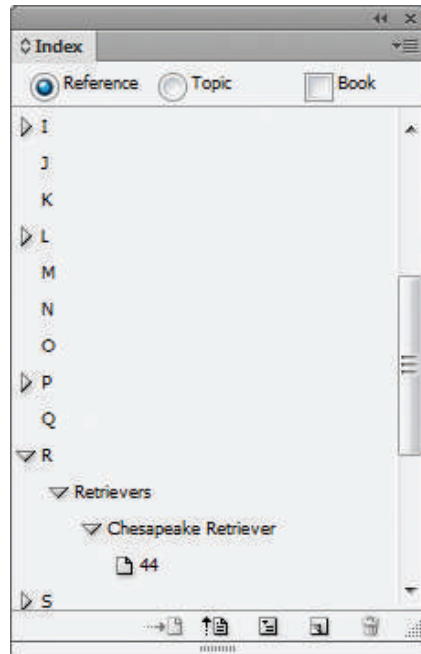 Index
Reference Topic Book
I
J
K
L
M
N
O
P
Q
R
Retrievers
Chesapeake Retriever
44
S